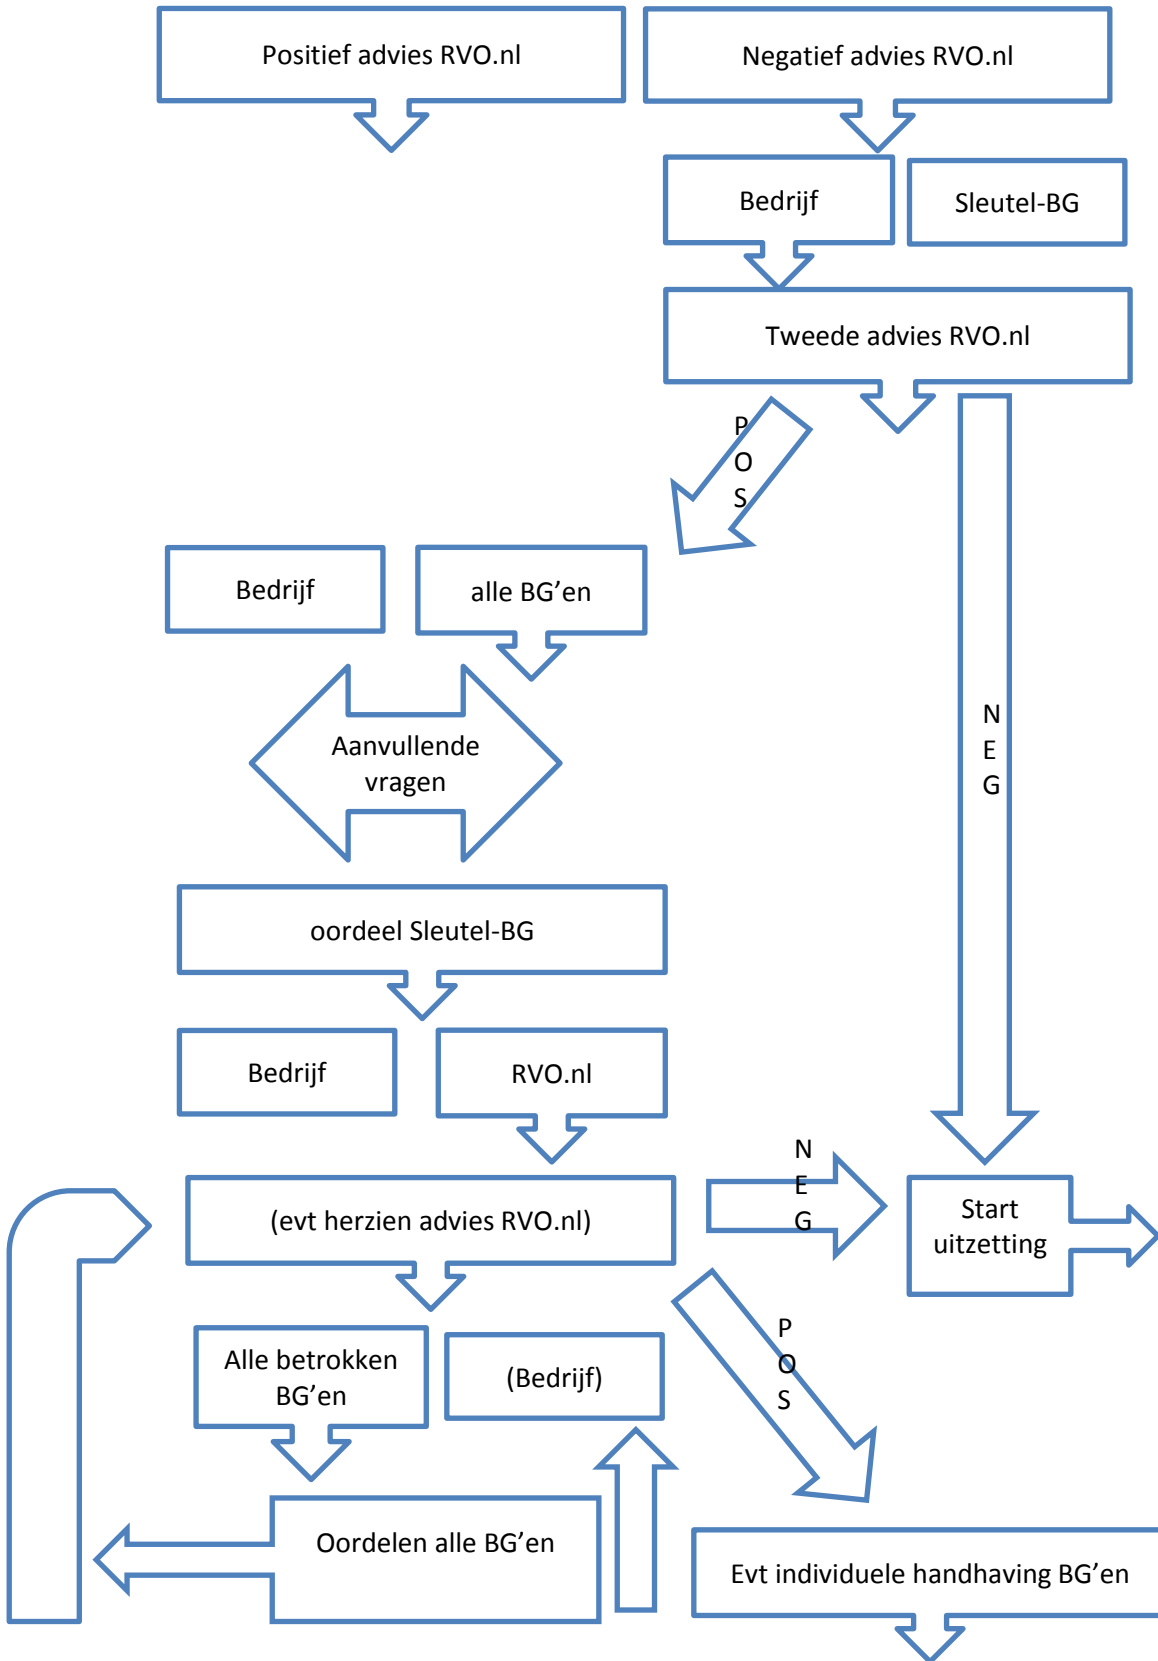 Positief advies RVO.nl
Negatief advies RVO.nl
Bedrijf
Sleutel-BG
Tweede advies RVO.nl
P
O
S
Bedrijf
alle BG’en
N
E
G
Aanvullende
vragen
oordeel Sleutel-BG
Bedrijf
RVO.nl
N
E
G
(evt herzien advies RVO.nl)
Start
uitzetting
P
O
S
Alle betrokken
BG’en
(Bedrijf)
Oordelen alle BG’en
Evt individuele handhaving BG’en